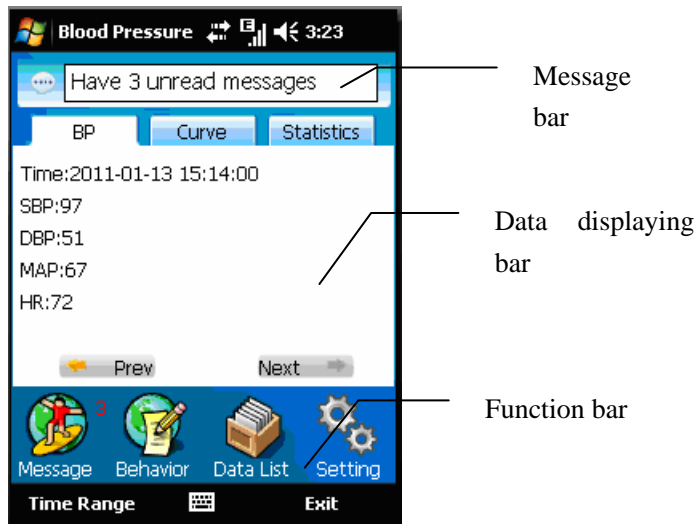 Blood Pressure E 3:23
Have 3 unread messages
BP Curve Statistics
Time:2011-01-13 15:14:00
SBP:97
DBP:51
MAP:67
HR:72
Prev Next
3
Message Behavior Data List Setting
Time Range Exit
Message
bar
Data displaying
bar
Function bar